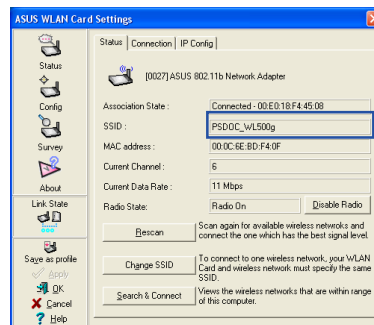 ASUS WLAN Card Settings
Status Connection IP Config
Status
[0027] ASUS 802.11b Network Adapter
Config
Association State : Connected - 00:E0:18:F4:45:08
SSID : PSDOC_WL500g
Survey
MAC address : 00:0C:6E:BD:F4:0F
Current Channel : 6
About
Current Data Rate : 11 Mbps
Link State
Radio State: Radio On Disable Radio
Rescan
Scan again for available wireless networks and
connect the one which has the best signal level.
Save as profile
Apply
Change SSID
To connect to one wireless network, your WLAN
Card and wireless network must specify the same
SSID.
OK
Cancel
Search & Connect
Views the wireless networks that are within range
of this computer.
Help